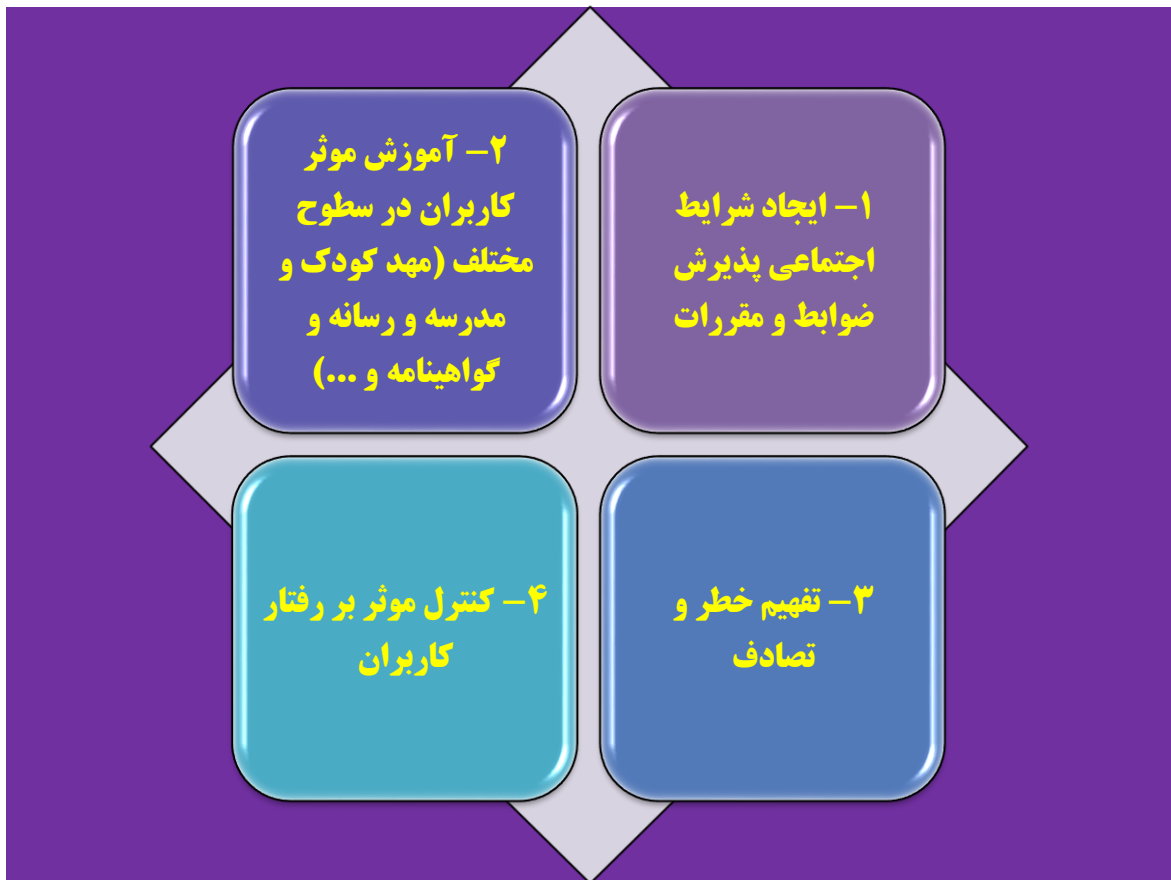 ۱- ایجاد شرایط
اجتماعی پذیرش
ضوابط و مقررات
۲- آموزش موثر
کاربران در سطوح
مختلف (مهد کودک و
مدرسه و رسانه و
گواهینامه و ...)
۳- تفهیم خطر و
تصادف
۴- کنترل موثر بر رفتار
کاربران